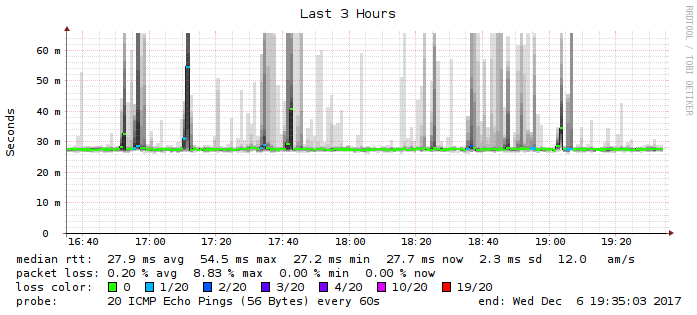 Last 3 Hours
RRDTOOL / TOBI OETIKER
Seconds
60 m
50 m
40 m
30 m
20 m
10 m
0
16:40 17:00 17:20 17:40 18:00 18:20 18:40 19:00 19:20
median rtt: 27.9 ms avg 54.5 ms max 27.2 ms min 27.7 ms now 2.3 ms sd 12.0 am/s
packet loss: 0.20 % avg 8.83 % max 0.00 % min 0.00 % now
loss color: 0 1/20 2/20 3/20 4/20 10/20 19/20
probe: 20 ICMP Echo Pings (56 Bytes) every 60s end: Wed Dec 6 19:35:03 2017